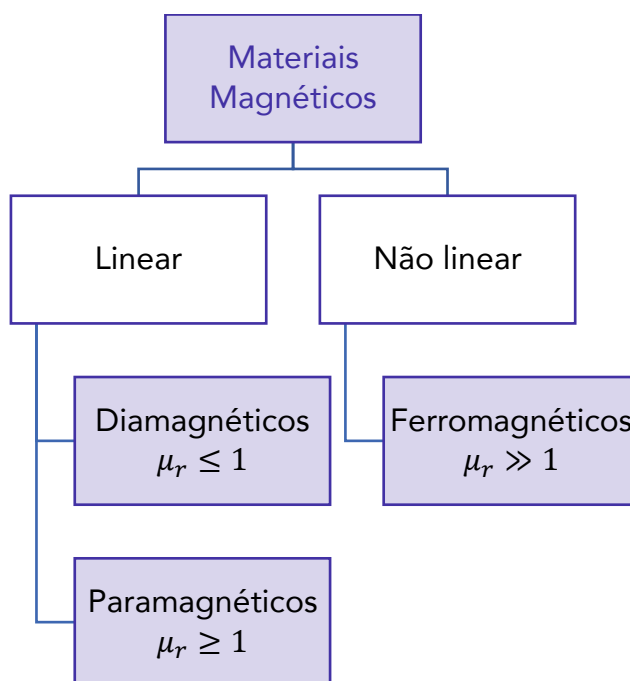 Materiais
Magnéticos
Linear
Não linear
Diamagnéticos
𝜇𝑟 ≤ 1
Ferromagnéticos
𝜇𝑟 ≫ 1
Paramagnéticos
𝜇𝑟 ≥ 1